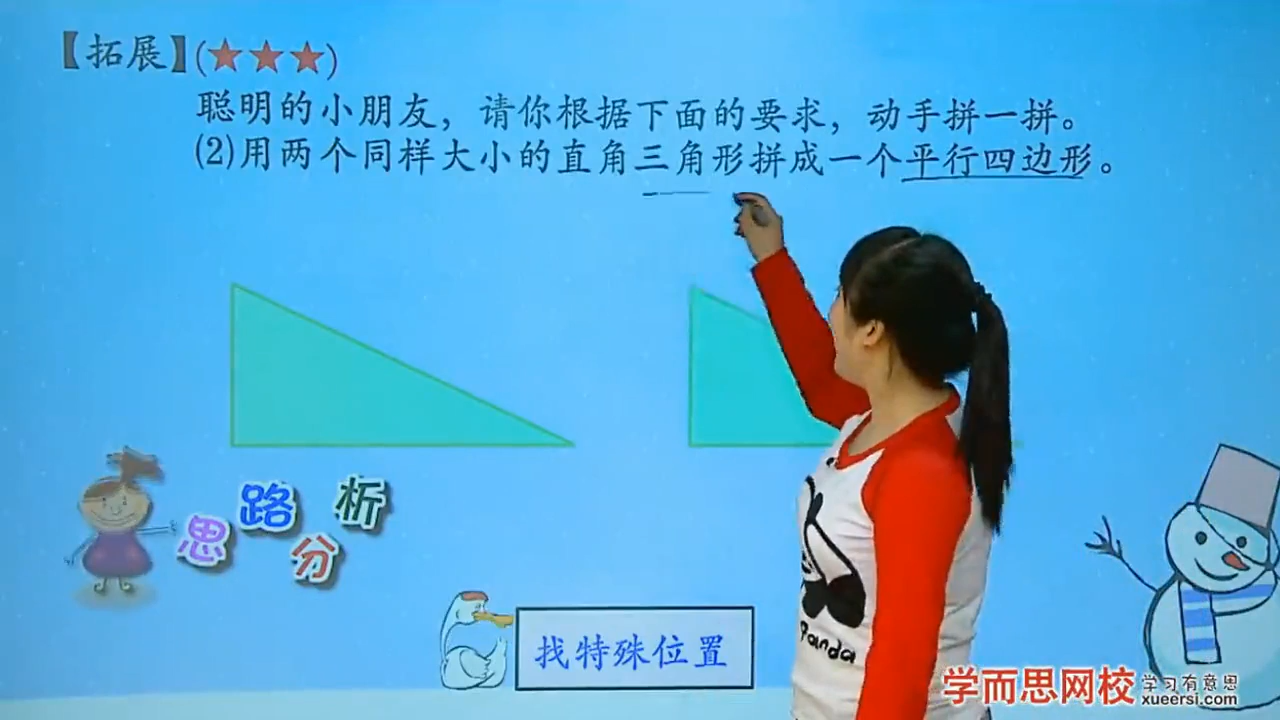 【拓展】(★★★)
聪明的小朋友，请你根据下面的要求，动手拼一拼。
(2)用两个同样大小的直角三角形拼成一个平行四边形。
思路分析
找特殊位置
Panda
学而思网校 学习有意思
xueersi.com